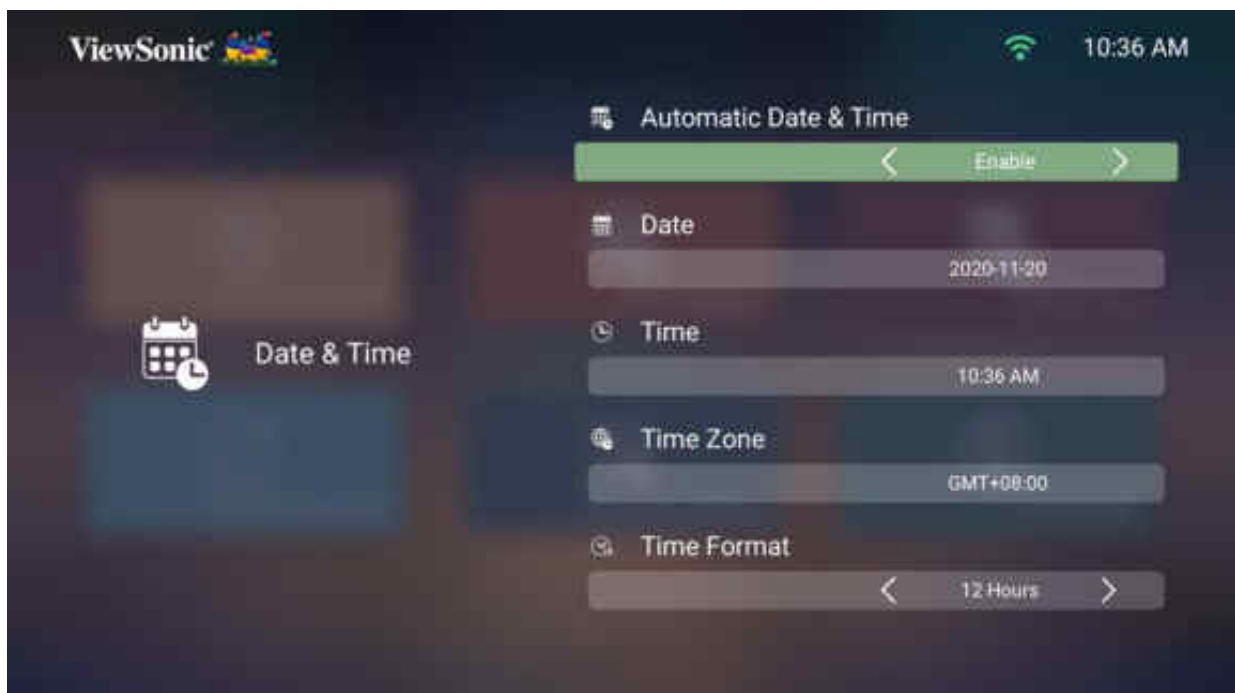 ViewSonic
10:36 AM
Automatic Date & Time
Enable
Date
2020-11-20
Date & Time
Time
10:36 AM
Time Zone
GMT+08:00
Time Format
12 Hours